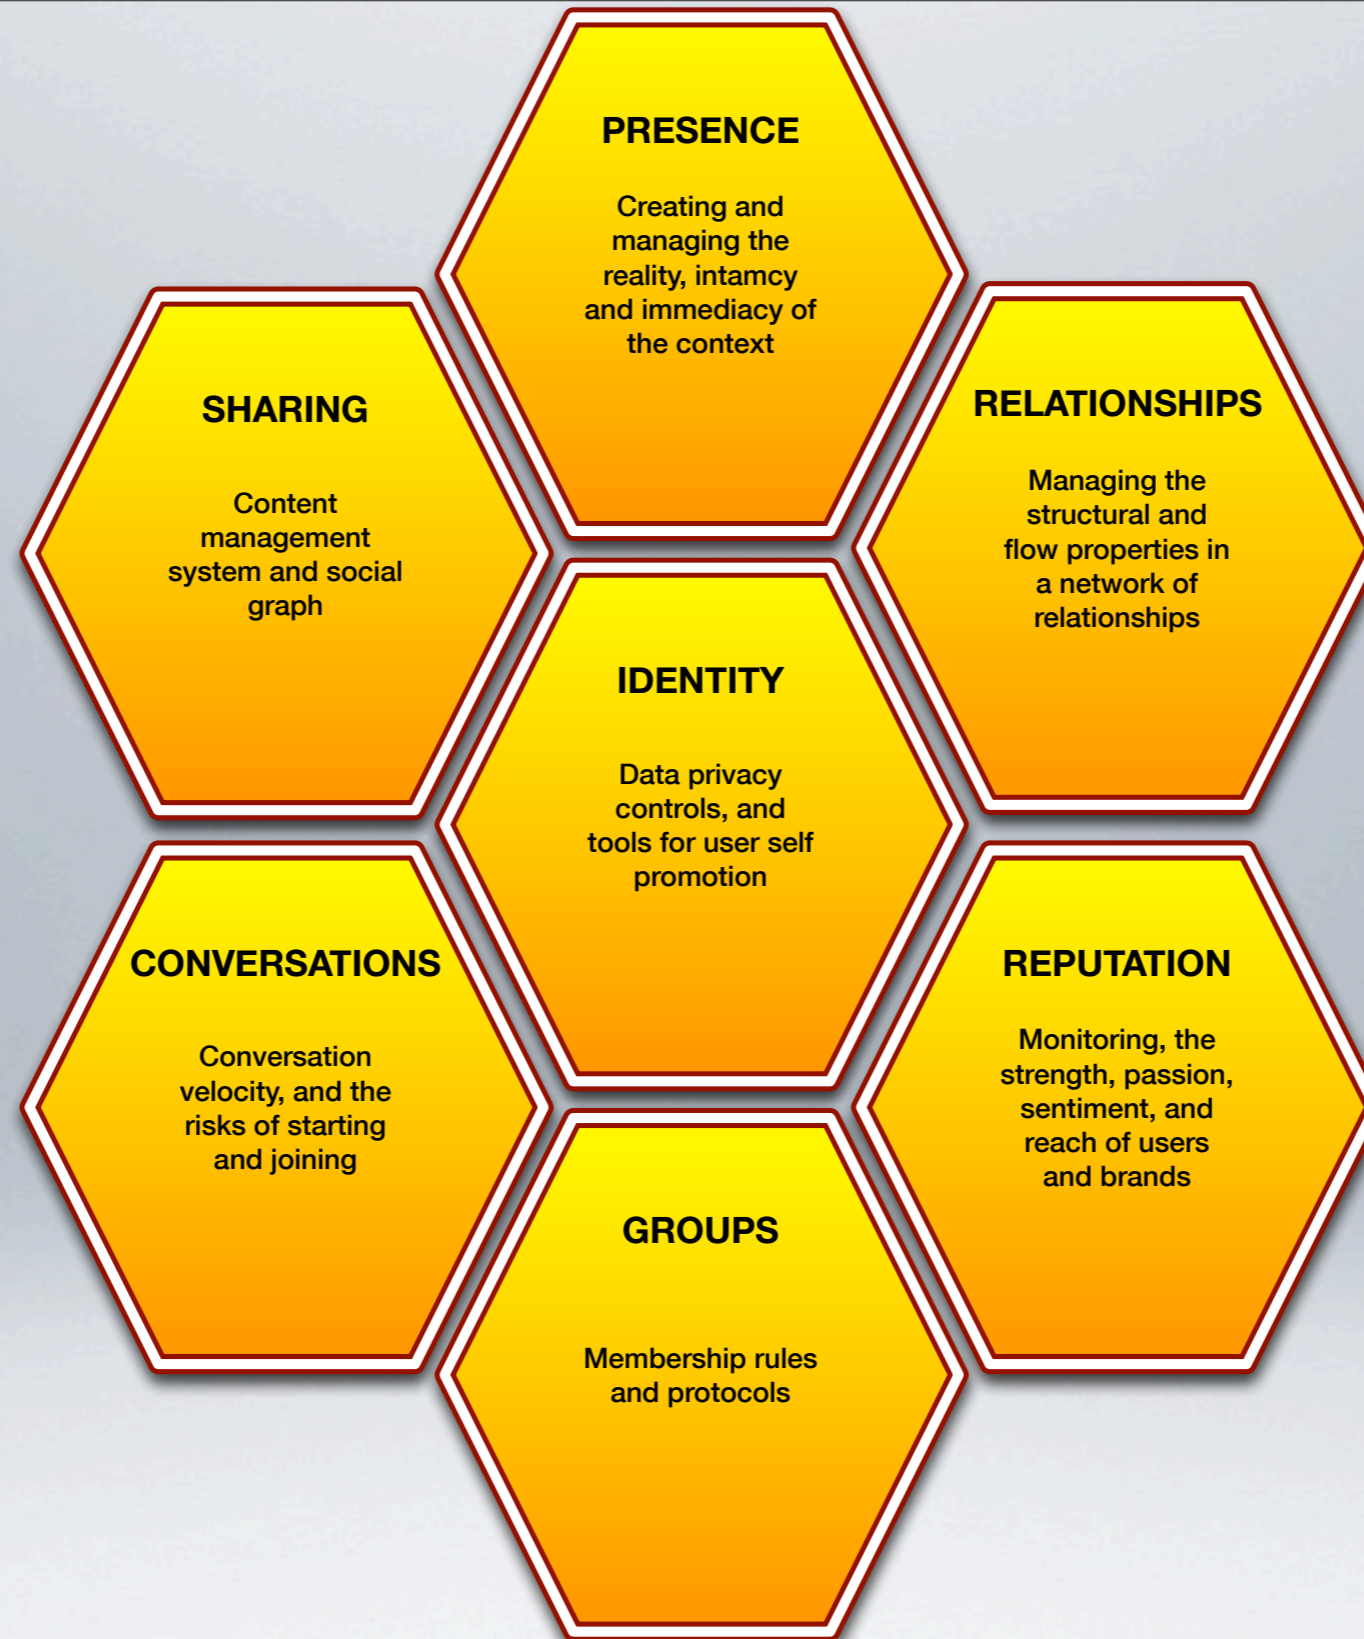 PRESENCE
Creating and
managing the
reality, intamcy
and immediacy of
the context
SHARING
Content
management
system and social
graph
RELATIONSHIPS
Managing the
structural and
flow properties in
a network of
relationships
IDENTITY
Data privacy
controls, and
tools for user self
promotion
CONVERSATIONS
Conversation
velocity, and the
risks of starting
and joining
REPUTATION
Monitoring, the
strength, passion,
sentiment, and
reach of users
and brands
GROUPS
Membership rules
and protocols